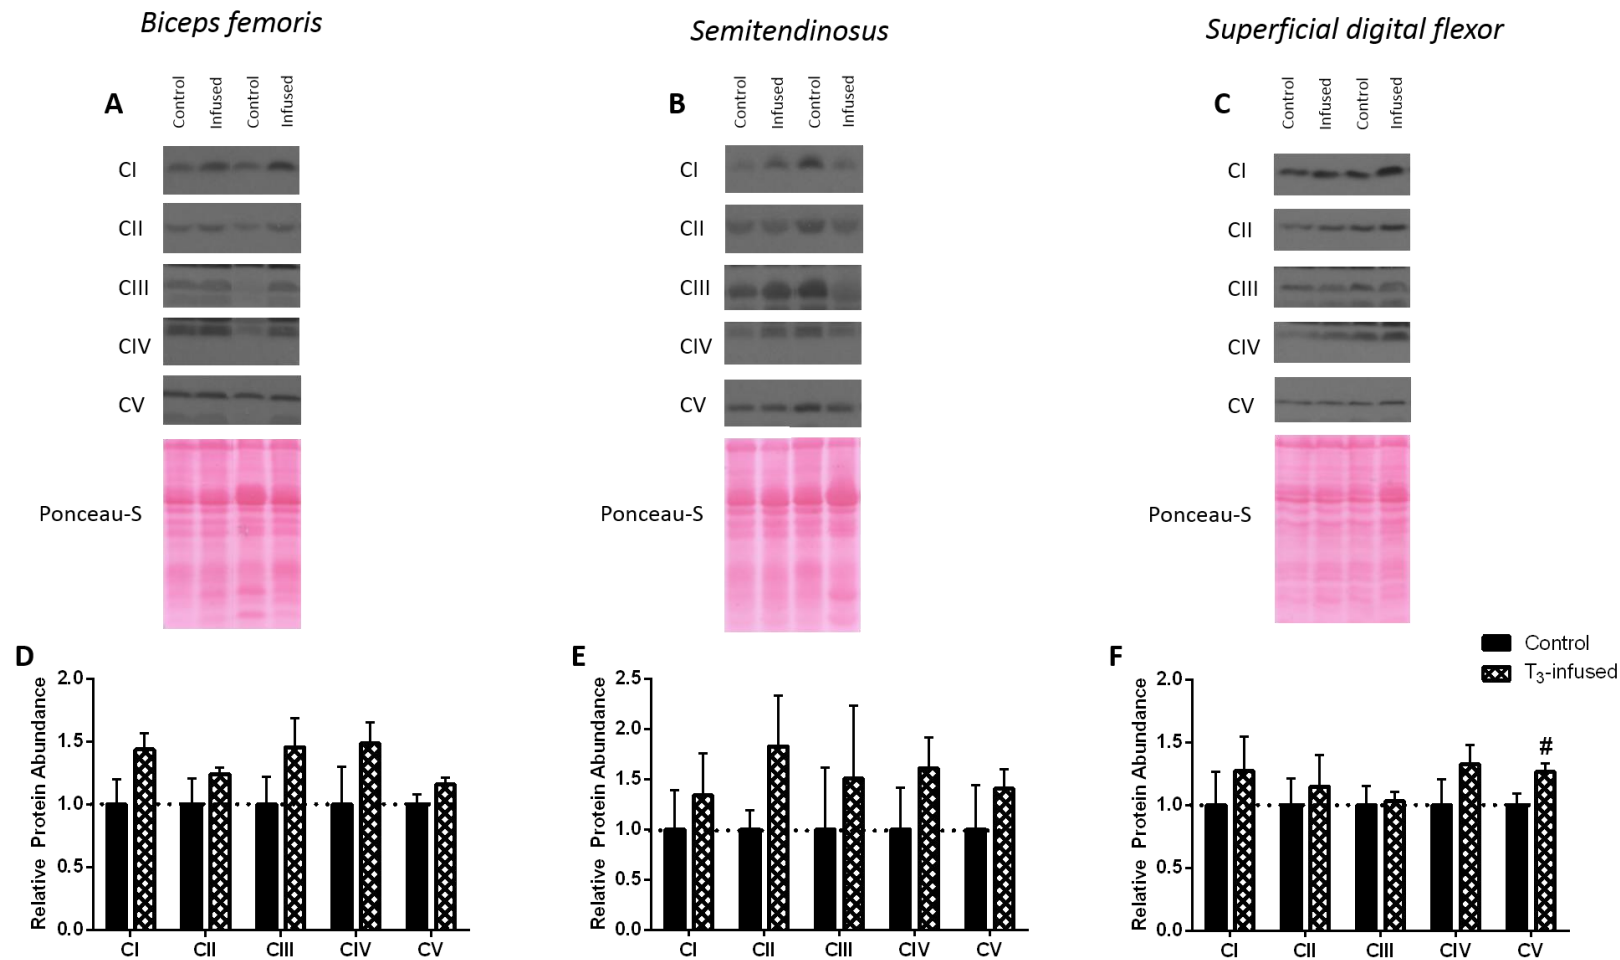 Biceps femoris
Semitendinosus
Superficial digital flexor
A
Control Infused Control Infused
CI
CII
CIII
CIV
CV
Ponceau-S
B
Control Infused Control Infused
CI
CII
CIII
CIV
CV
Ponceau-S
C
Control Infused Control Infused
CI
CII
CIII
CIV
CV
Ponceau-S
D
Relative Protein Abundance
2.0
1.5
1.0
0.5
0.0
CI CII CIII CIV CV
E
Relative Protein Abundance
2.5
2.0
1.5
1.0
0.5
0.0
CI CII CIII CIV CV
F
Control
T3-infused
Relative Protein Abundance
2.0
1.5
1.0
0.5
0.0
#
CI CII CIII CIV CV